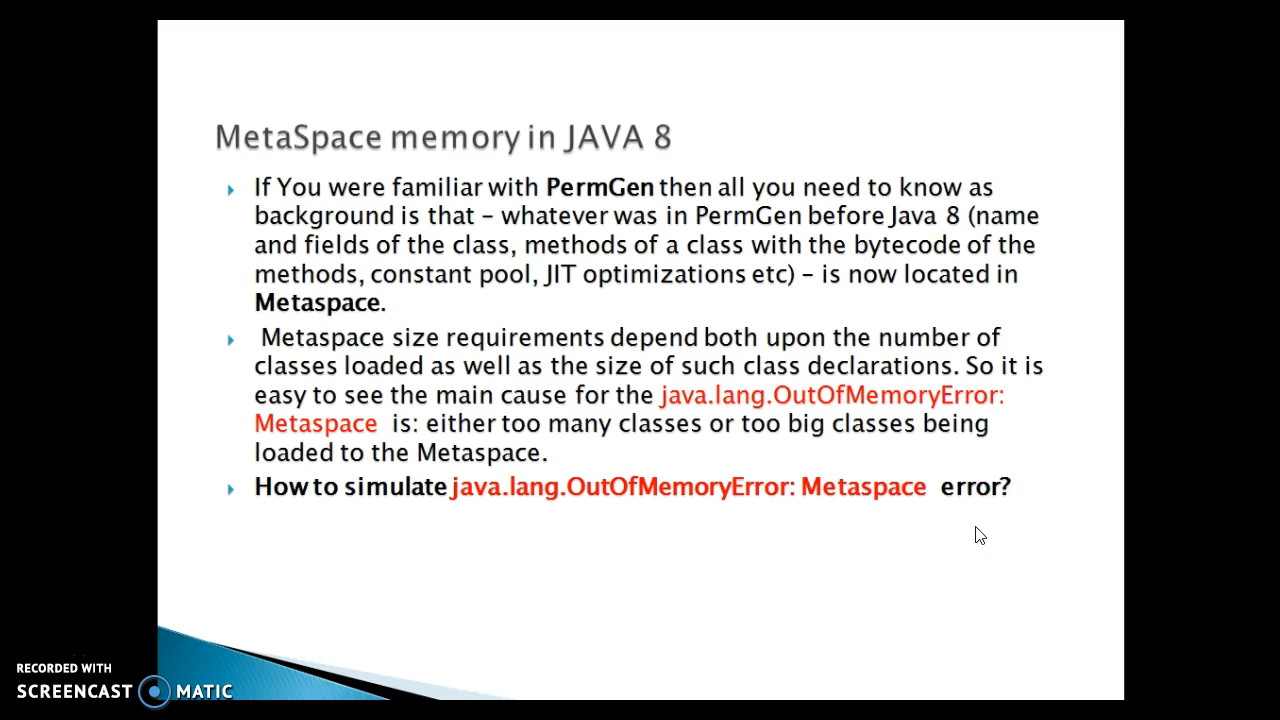 MetaSpace memory in JAVA 8
If You were familiar with PermGen then all you need to know as
background is that – whatever was in PermGen before Java 8 (name
and fields of the class, methods of a class with the bytecode of the
methods, constant pool, JIT optimizations etc) – is now located in
Metaspace.
Metaspace size requirements depend both upon the number of
classes loaded as well as the size of such class declarations. So it is
easy to see the main cause for the java.lang.OutOfMemoryError:
Metaspace is: either too many classes or too big classes being
loaded to the Metaspace.
How to simulate java.lang.OutOfMemoryError: Metaspace error?
RECORDED WITH
SCREENCAST MATIC